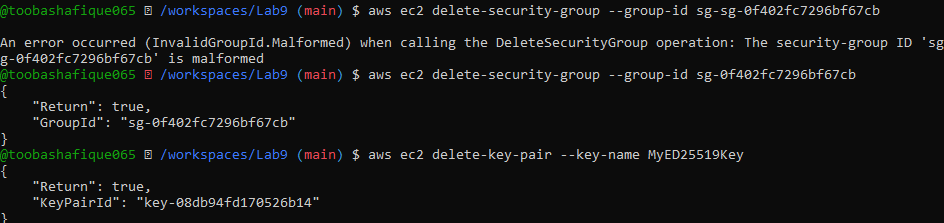 @toobashafique065 /workspaces/Lab9 (main) $ aws ec2 delete-security-group --group-id sg-sg-0f402fc7296bf67cb
An error occurred (InvalidGroupId.Malformed) when calling the DeleteSecurityGroup operation: The security-group ID 'sg
g-0f402fc7296bf67cb' is malformed
@toobashafique065 /workspaces/Lab9 (main) $ aws ec2 delete-security-group --group-id sg-0f402fc7296bf67cb
{
    "Return": true,
    "GroupId": "sg-0f402fc7296bf67cb"
}
@toobashafique065 /workspaces/Lab9 (main) $ aws ec2 delete-key-pair --key-name MyED25519Key
{
    "Return": true,
    "KeyPairId": "key-08db94fd170526b14"
}